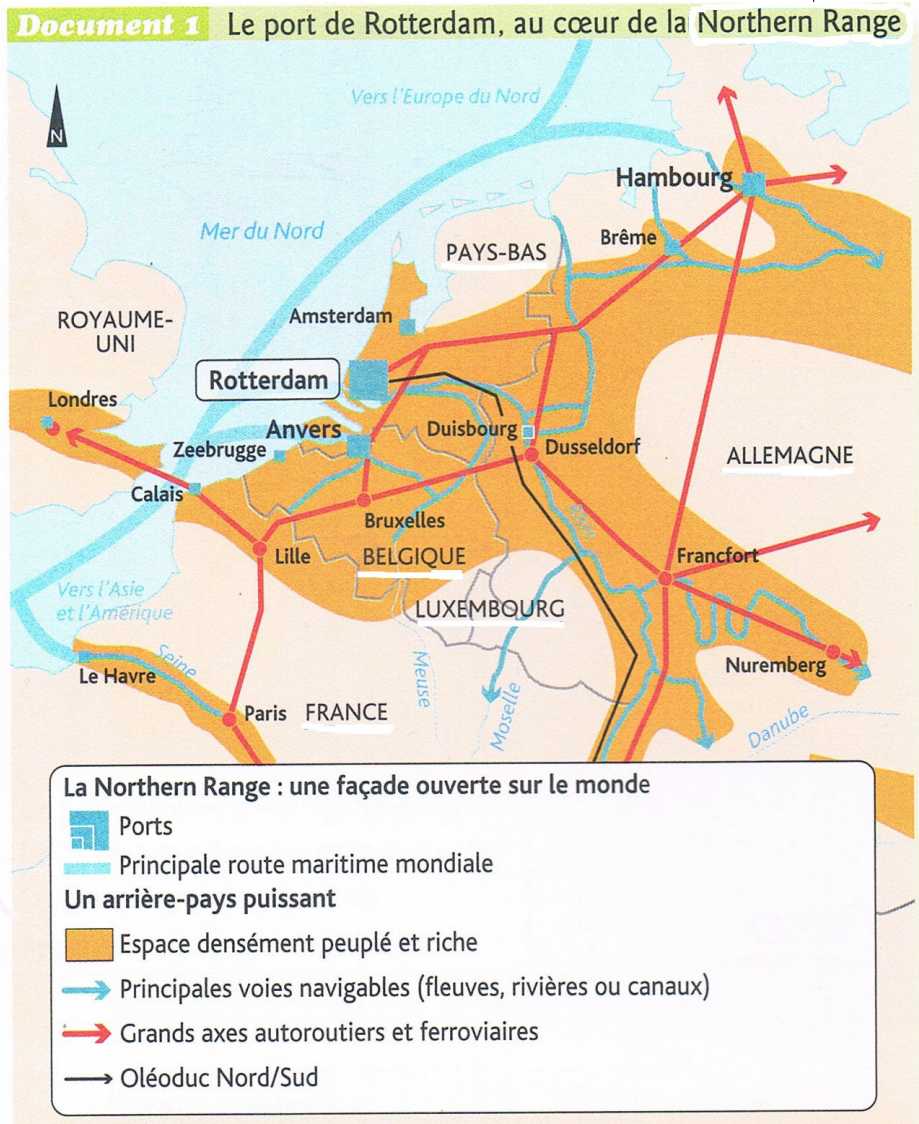 Document 1 Le port de Rotterdam, au cœur de la Northern Range
Vers l'Europe du Nord
N
Hambourg
Mer du Nord
Brême
PAYS-BAS
Amsterdam
ROYAUME-
UNI
Rotterdam
Londres
Anvers
Duisbourg
Zeebrugge
Dusseldorf
ALLEMAGNE
Calais
Bruxelles
Rhin
Lille
BELGIQUE
Francfort
Vers l'Asie
et l'Amérique
LUXEMBOURG
Seine
Le Havre
Meuse
Moselle
Nuremberg
Paris
FRANCE
Danube
La Northern Range : une façade ouverte sur le monde
Ports
Principale route maritime mondiale
Un arrière-pays puissant
Espace densément peuplé et riche
Principales voies navigables (fleuves, rivières ou canaux)
Grands axes autoroutiers et ferroviaires
Oléoduc Nord/Sud